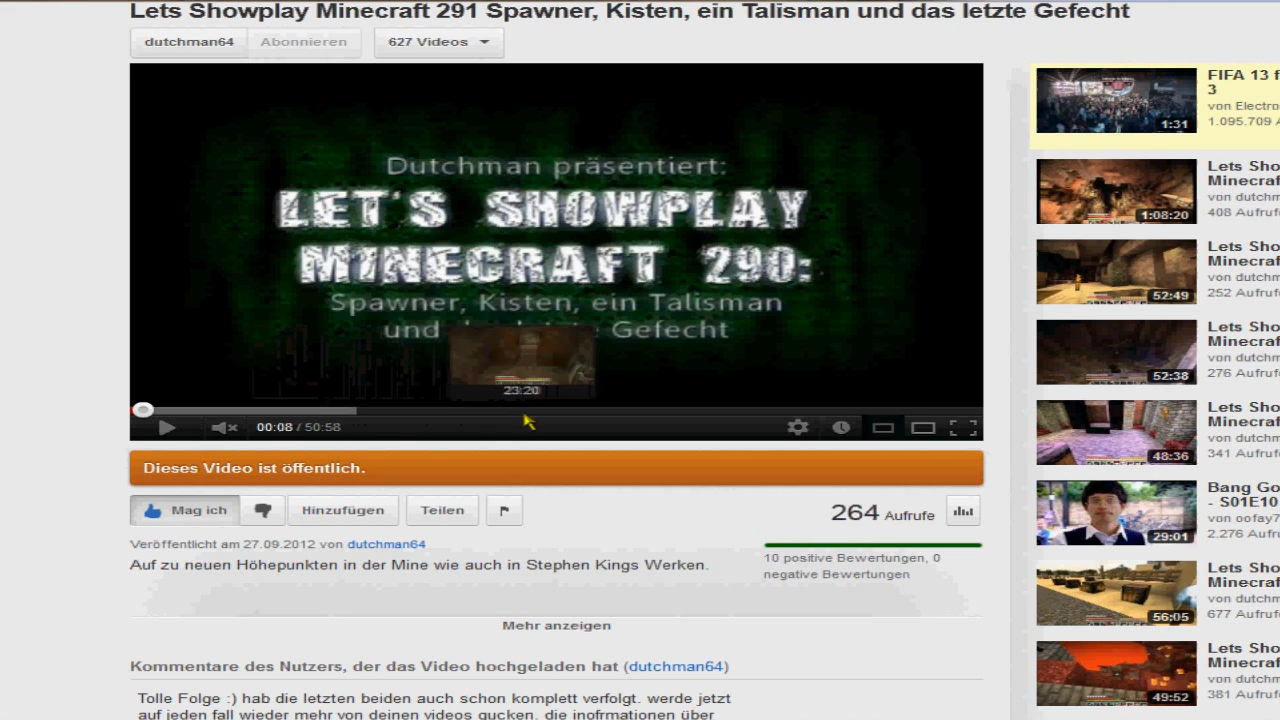 Lets Showplay Minecraft 291 Spawner, Kisten, ein Talisman und das letzte Gefecht
dutchman64 Abonnieren 627 Videos
Dutchman präsentiert:
LET'S SHOWPLAY
MINECRAFT 290:
Spawner, Kisten, ein Talisman
und Gefecht
23:20
00:08 / 50:58
Dieses Video ist öffentlich.
Mag ich Hinzufügen Teilen
264 Aufrufe
Veröffentlicht am 27.09.2012 von dutchman64
Auf zu neuen Höhepunkten in der Mine wie auch in Stephen Kings Werken.
10 positive Bewertungen, 0
negative Bewertungen
Mehr anzeigen
Kommentare des Nutzers, der das Video hochgeladen hat (dutchman64)
Tolle Folge :) hab die letzten beiden auch schon komplett verfolgt. werde jetzt
auf jeden fall wieder mehr von deinen videos gucken. die inofrmationen über
1:31
FIFA 13 f
3
von Electro
1.095.709 A
1:08:20
Lets Sho
Minecraf
von dutchm
408 Aufruf
52:49
Lets Sho
Minecraf
von dutchm
252 Aufruf
52:38
Lets Sho
Minecraf
von dutchm
276 Aufruf
48:36
Lets Sho
Minecraf
von dutchm
341 Aufruf
29:01
Bang Go
- S01E10
von oofay7
2.276 Aufru
56:05
Lets Sho
Minecraf
von dutchm
677 Aufruf
49:52
Lets Sho
Minecraf
von dutchm
381 Aufruf